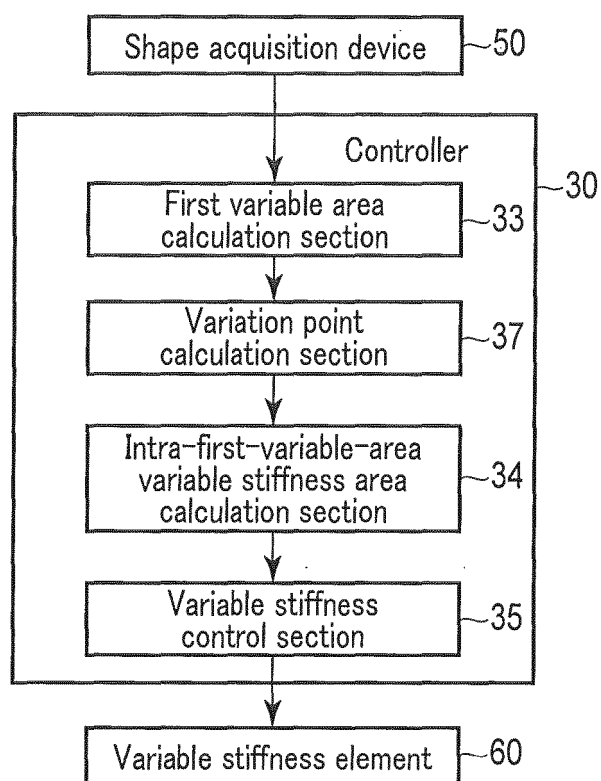 Shape acquisition device
50
Controller
30
First variable area
calculation section
33
Variation point
calculation section
37
Intra-first-variable-area
variable stiffness area
calculation section
34
Variable stiffness
control section
35
Variable stiffness element
60